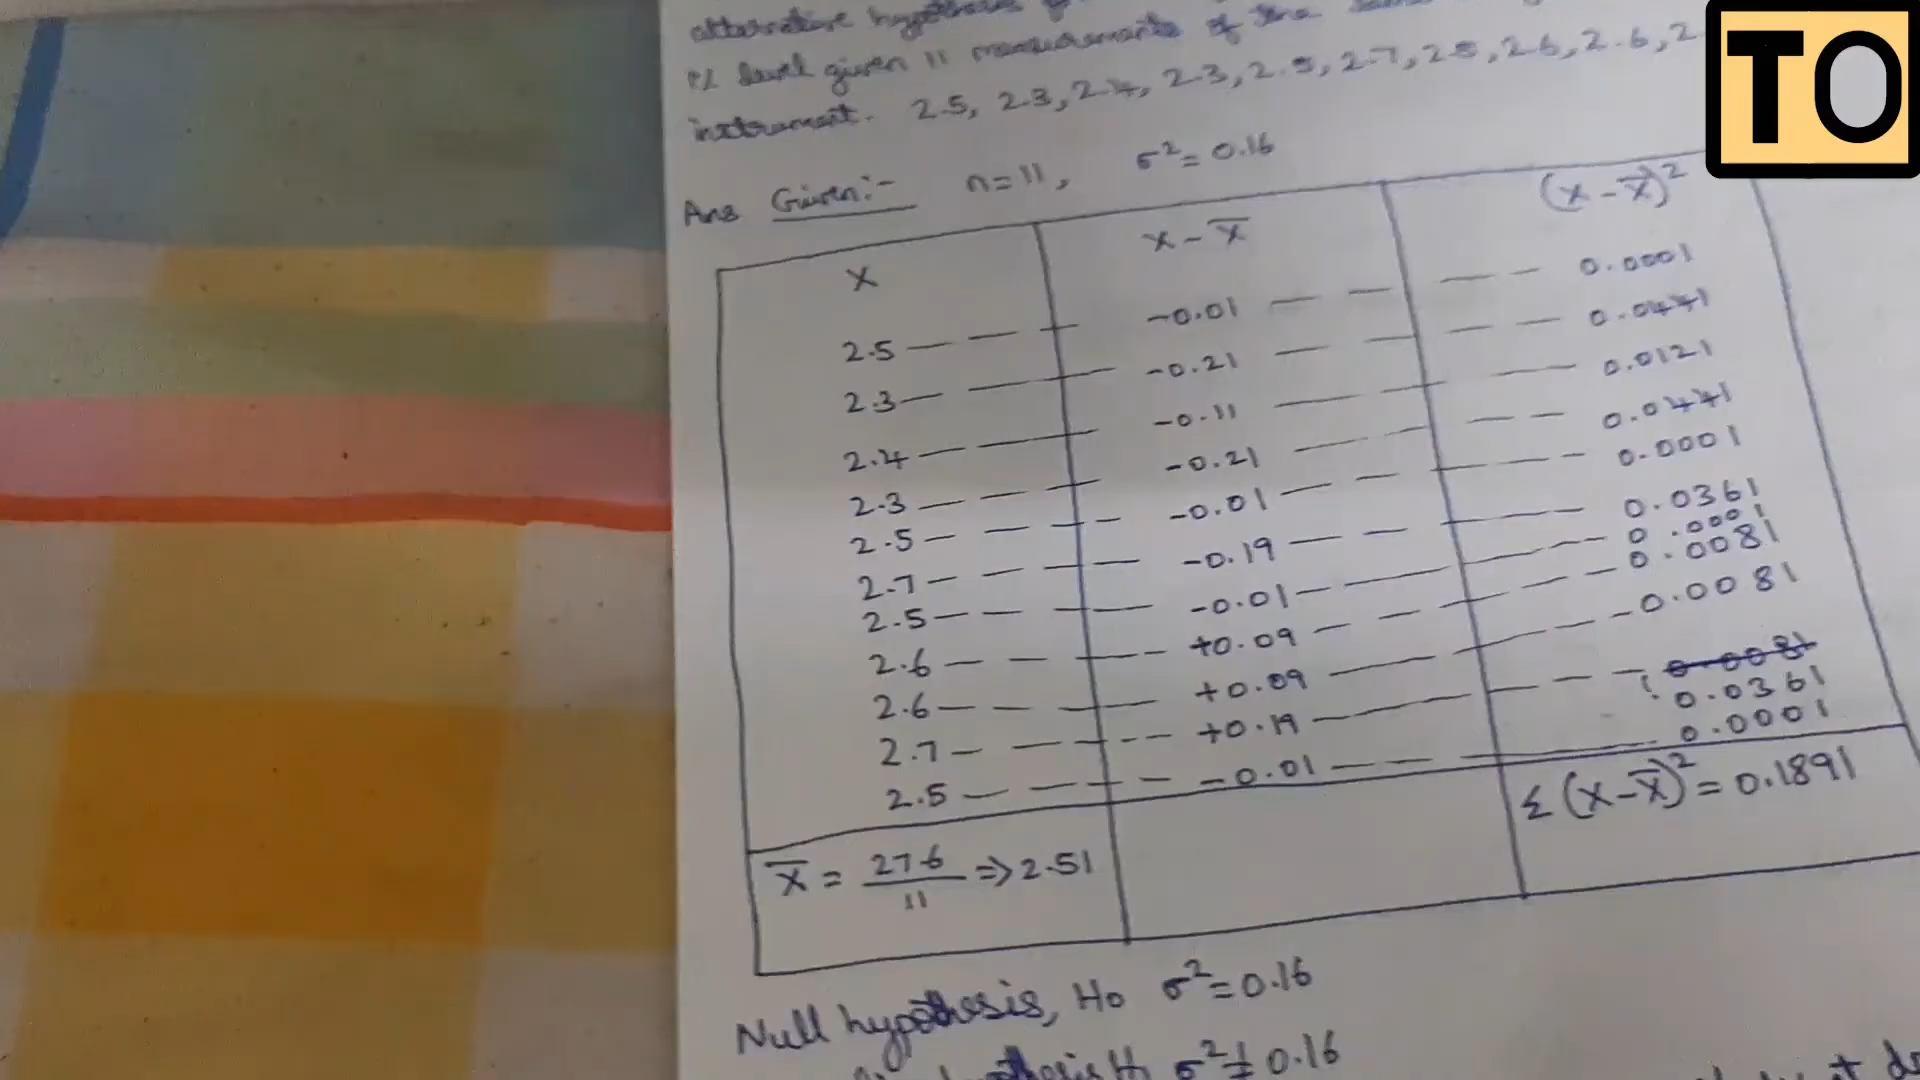 TO
alternative hypothesis
1% level given 11 measurements of the same
instrument. 2.5, 2.3, 2.4, 2.3, 2.5, 2.7, 2.5, 2.6, 2.6, 2.
Ans Given:- n=11, σ²=0.16
X x-x̄ (x-x̄)²
2.5 -0.01 0.0001
2.3 -0.21 0.0441
2.4 -0.11 0.0121
2.3 -0.21 0.0441
2.5 -0.01 0.0001
2.7 -0.19 0.0361
2.5 -0.01 0.0001
2.6 +0.09 0.0081
2.6 +0.09 0.0081
2.7 +0.19 0.0081 0.0361
2.5 -0.01 0.0001
x̄ = 27.6/11 => 2.51 Σ(x-x̄)² = 0.1891
Null hypothesis, Ho σ²=0.16
σ²≠0.16